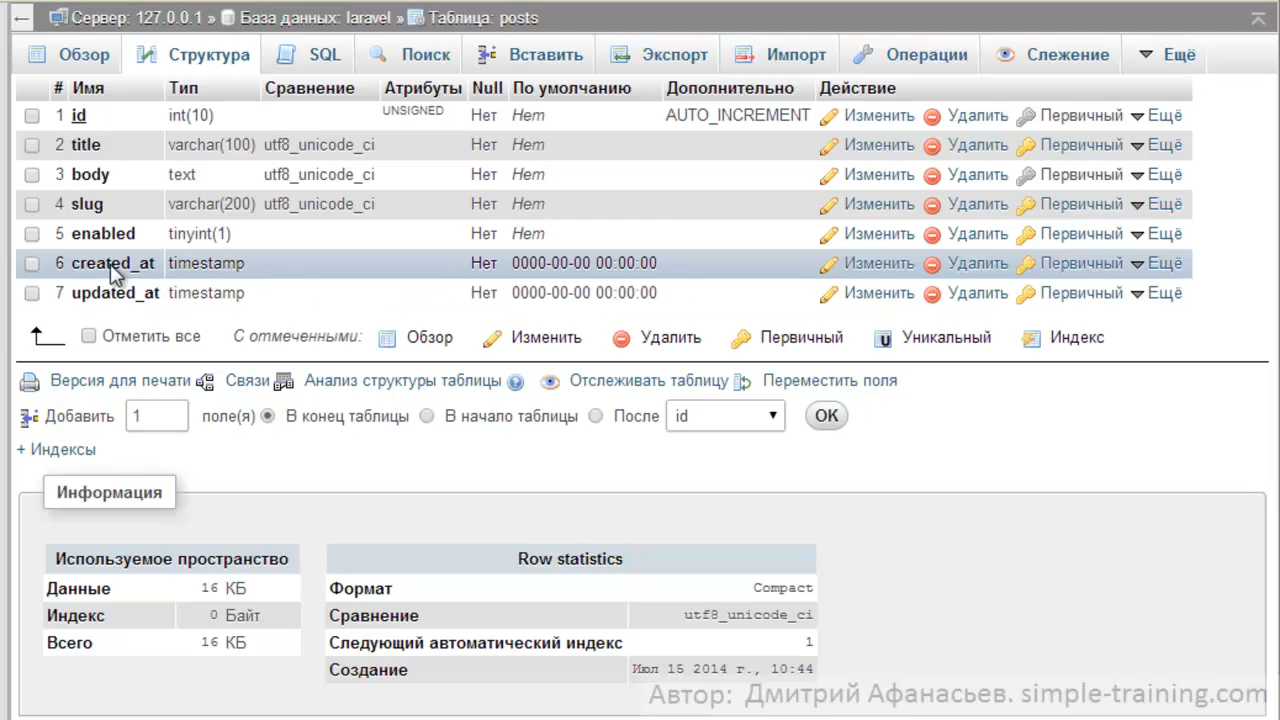 Сервер: 127.0.0.1 » База данных: laravel » Таблица: posts
Обзор Структура SQL Поиск Вставить Экспорт Импорт Операции Слежение Ещё
# Имя Тип Сравнение Атрибуты Null По умолчанию Дополнительно Действие
1 id int(10) UNSIGNED Нет Нет AUTO_INCREMENT Изменить Удалить Первичный Ещё
2 title varchar(100) utf8_unicode_ci Нет Нет Изменить Удалить Первичный Ещё
3 body text utf8_unicode_ci Нет Нет Изменить Удалить Первичный Ещё
4 slug varchar(200) utf8_unicode_ci Нет Нет Изменить Удалить Первичный Ещё
5 enabled tinyint(1) Нет Нет Изменить Удалить Первичный Ещё
6 created_at timestamp Нет 0000-00-00 00:00:00 Изменить Удалить Первичный Ещё
7 updated_at timestamp Нет 0000-00-00 00:00:00 Изменить Удалить Первичный Ещё
Отметить все С отмеченными: Обзор Изменить Удалить Первичный Уникальный Индекс
Версия для печати Связи Анализ структуры таблицы Отслеживать таблицу Переместить поля
Добавить 1 поле(я) В конец таблицы В начало таблицы После id OK
+ Индексы
Информация
Используемое пространство
Данные 16 КБ
Индекс 0 Байт
Всего 16 КБ
Row statistics
Формат Compact
Сравнение utf8_unicode_ci
Следующий автоматический индекс 1
Создание Июл 15 2014 г., 10:44
Автор: Дмитрий Афанасьев. simple-training.com